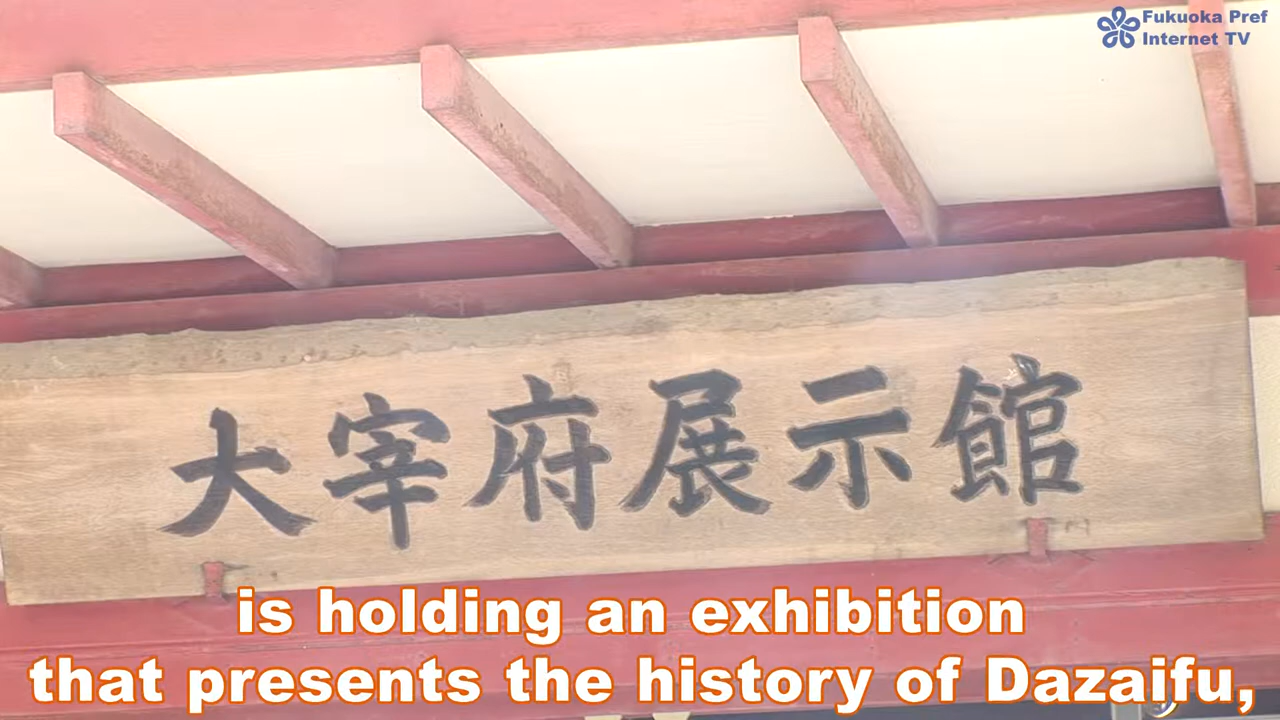 Fukuoka Pref
Internet TV
大宰府展示館
is holding an exhibition
that presents the history of Dazaifu,